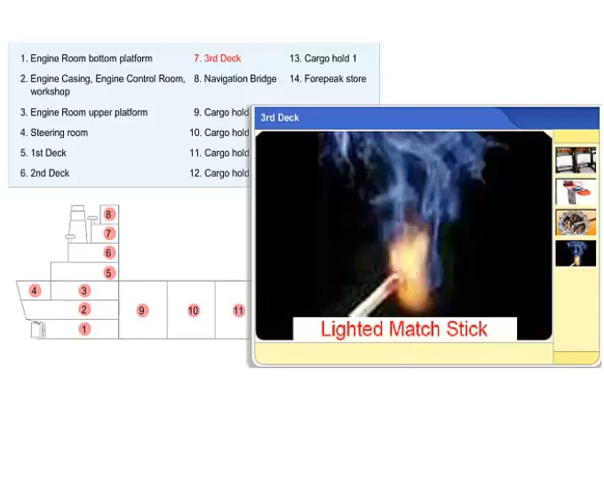 1. Engine Room bottom platform
2. Engine Casing, Engine Control Room,
workshop
3. Engine Room upper platform
4. Steering room
5. 1st Deck
6. 2nd Deck
7. 3rd Deck
8. Navigation Bridge
9. Cargo hold
10. Cargo hold
11. Cargo hold
12. Cargo hold
13. Cargo hold 1
14. Forepeak store
3rd Deck
Lighted Match Stick
8
7
6
5
4
3
2
1
9
10
11